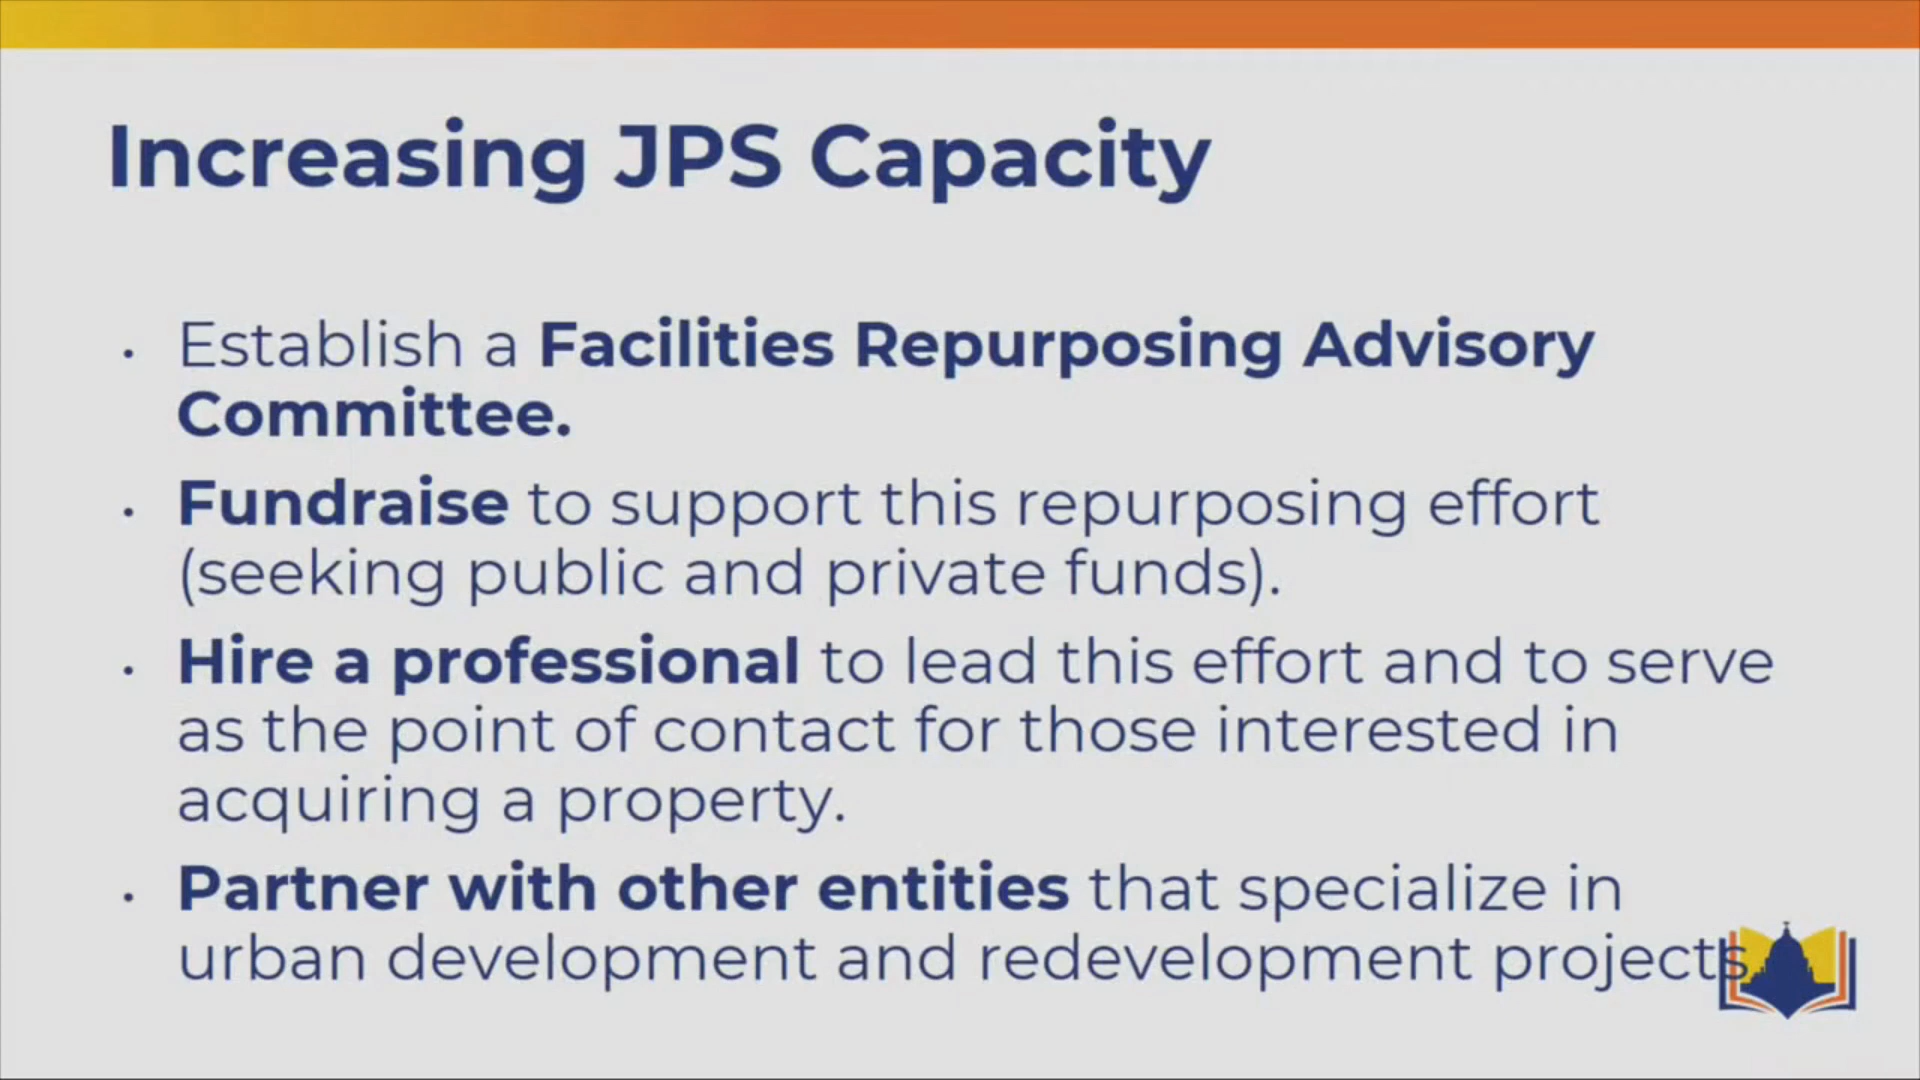 Increasing JPS Capacity
• Establish a Facilities Repurposing Advisory
Committee.
• Fundraise to support this repurposing effort
(seeking public and private funds).
• Hire a professional to lead this effort and to serve
as the point of contact for those interested in
acquiring a property.
• Partner with other entities that specialize in
urban development and redevelopment projects